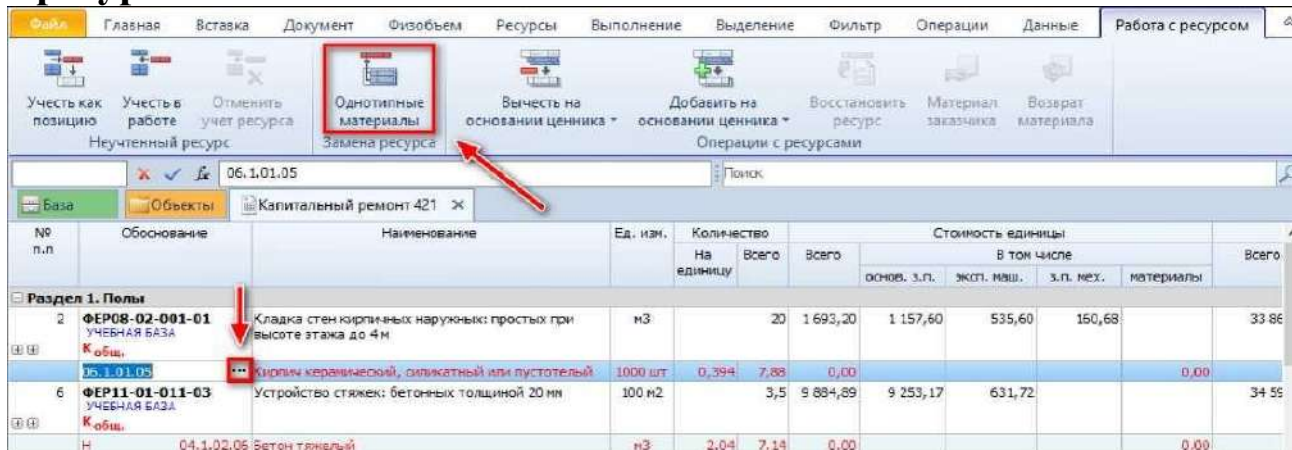 Файл Главная Вставка Документ Физобъем Ресурсы Выполнение Выделение Фильтр Операции Данные Работа с ресурсом
Учесть как позицию
Учесть в работе
Отменить учет ресурса
Однотипные материалы
Вычесть на основании ценника
Добавить на основании ценника
Восстановить ресурс
Материал заказчика
Возврат материала
Неучтенный ресурс Замена ресурса Операции с ресурсами
fx 06.1.01.05 Поиск
База Объекты Капитальный ремонт 421
№ п.п Обоснование Наименование Ед. изм. Количество Стоимость единицы
На единицу Всего Всего В том числе Всего
основ. з.п. эксп. маш. з.п. мех. материалы
Раздел 1. Полы
2 ФЕР08-02-001-01 Кладка стен кирпичных наружных: простых при м3 20 1 693,20 1 157,60 535,60 160,68 33 86
УЧЕБНАЯ БАЗА высоте этажа до 4 м
К общ.
06.1.01.05 ... Кирпич керамический, силикатный или пустотелый 1000 шт 0,394 7,88 0,00 0,00
6 ФЕР11-01-011-03 Устройство стяжек: бетонных толщиной 20 мм 100 м2 3,5 9 884,89 9 253,17 631,72 34 59
УЧЕБНАЯ БАЗА
К общ.
Н 04.1.02.05 Бетон тяжелый м3 2,04 7,14 0,00 0,00